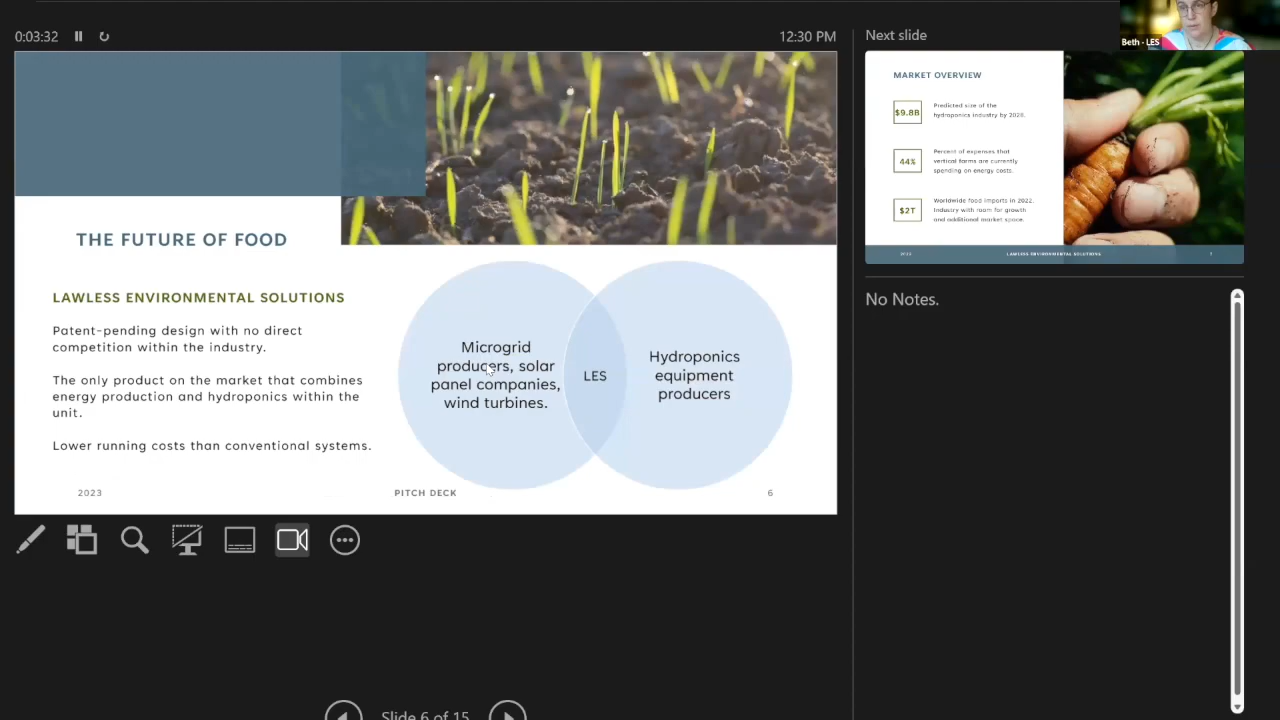 0:03:32
12:30 PM
THE FUTURE OF FOOD
LAWLESS ENVIRONMENTAL SOLUTIONS
Patent-pending design with no direct
competition within the industry.
The only product on the market that combines
energy production and hydroponics within the
unit.
Lower running costs than conventional systems.
Microgrid
producers, solar
panel companies,
wind turbines.
LES
Hydroponics
equipment
producers
2023
PITCH DECK
6
Slide 6 of 15
Next slide
Beth - LES
MARKET OVERVIEW
$9.8B
Predicted size of the
hydroponics industry by 2028.
44%
Percent of expenses that
vertical farms are currently
spending on energy costs.
$2T
Worldwide food imports in 2022.
Industry with room for growth
and additional market space.
2023
LAWLESS ENVIRONMENTAL SOLUTIONS
7
No Notes.